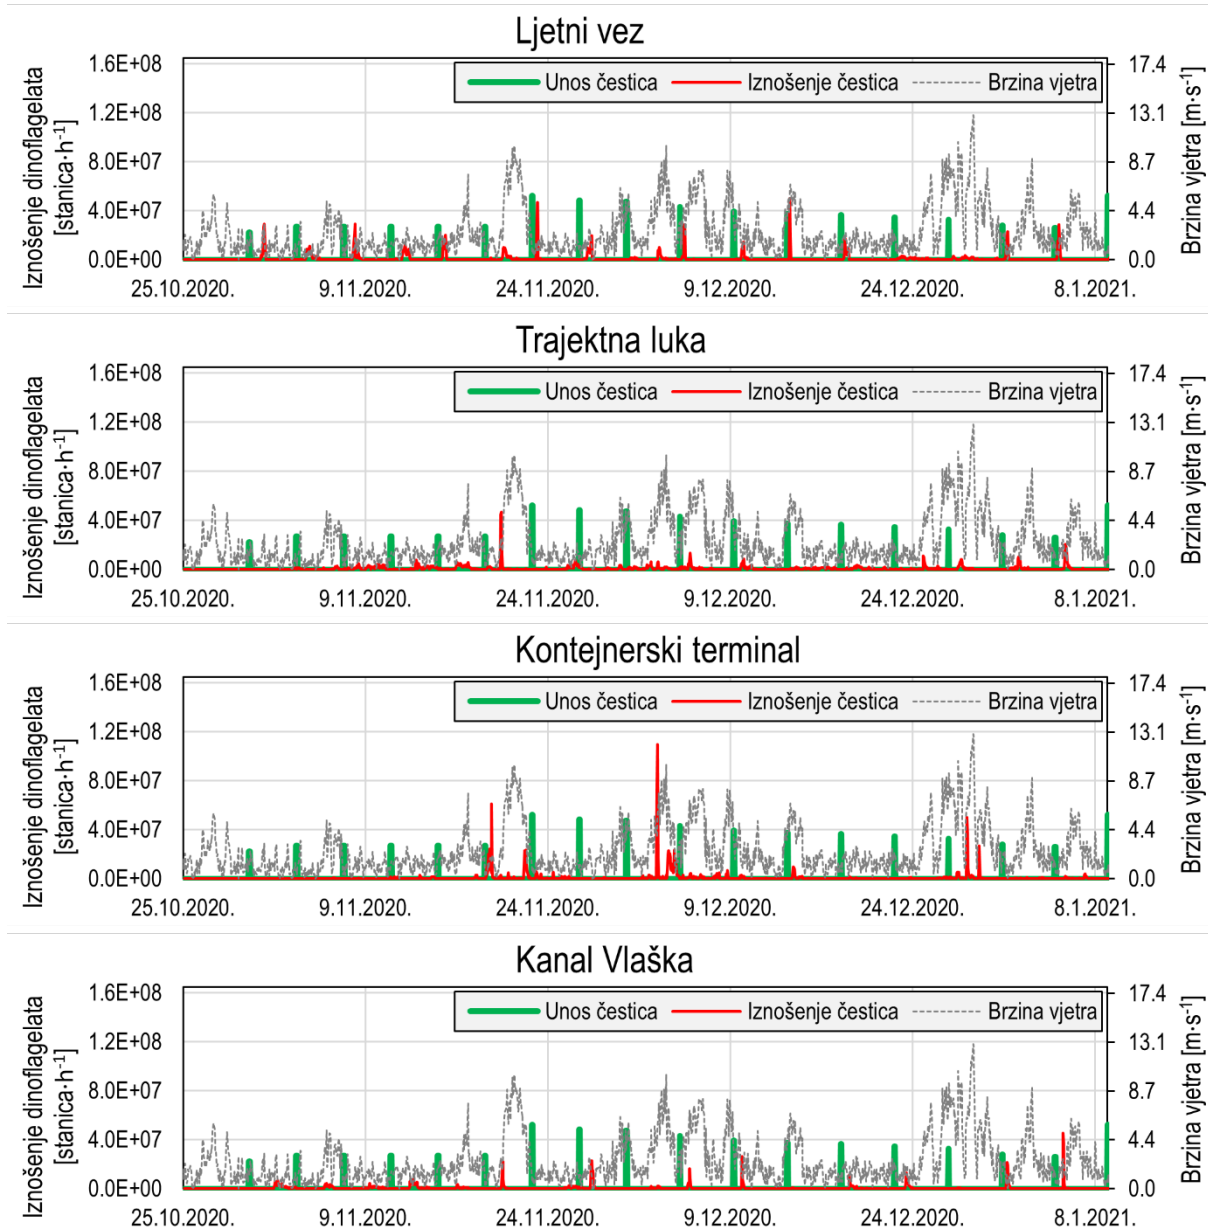 Ljetni vez
Iznošenje dinoflagelata
[stanica·h⁻¹]
1.6E+08
1.2E+08
8.0E+07
4.0E+07
0.0E+00
Unos čestica
Iznošenje čestica
Brzina vjetra
17.4
13.1
8.7
4.4
0.0
Brzina vjetra [m·s⁻¹]
25.10.2020.
9.11.2020.
24.11.2020.
9.12.2020.
24.12.2020.
8.1.2021.
Trajektna luka
Iznošenje dinoflagelata
[stanica·h⁻¹]
1.6E+08
1.2E+08
8.0E+07
4.0E+07
0.0E+00
Unos čestica
Iznošenje čestica
Brzina vjetra
17.4
13.1
8.7
4.4
0.0
Brzina vjetra [m·s⁻¹]
25.10.2020.
9.11.2020.
24.11.2020.
9.12.2020.
24.12.2020.
8.1.2021.
Kontejnerski terminal
Iznošenje dinoflagelata
[stanica·h⁻¹]
1.6E+08
1.2E+08
8.0E+07
4.0E+07
0.0E+00
Unos čestica
Iznošenje čestica
Brzina vjetra
17.4
13.1
8.7
4.4
0.0
Brzina vjetra [m·s⁻¹]
25.10.2020.
9.11.2020.
24.11.2020.
9.12.2020.
24.12.2020.
8.1.2021.
Kanal Vlaška
Iznošenje dinoflagelata
[stanica·h⁻¹]
1.6E+08
1.2E+08
8.0E+07
4.0E+07
0.0E+00
Unos čestica
Iznošenje čestica
Brzina vjetra
17.4
13.1
8.7
4.4
0.0
Brzina vjetra [m·s⁻¹]
25.10.2020.
9.11.2020.
24.11.2020.
9.12.2020.
24.12.2020.
8.1.2021.